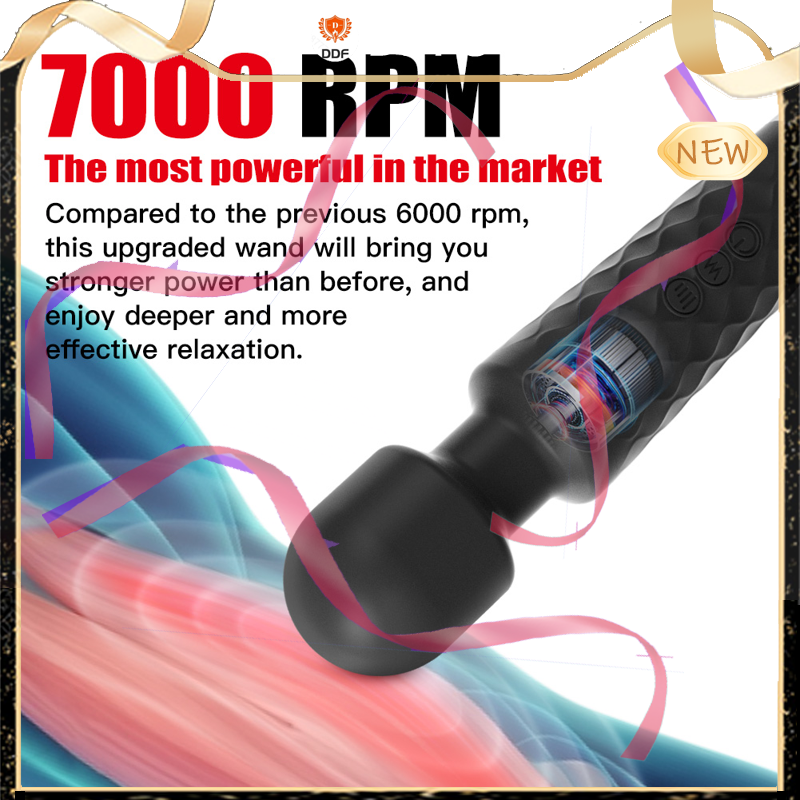 DDF
7000 RPM
NEW
The most powerful in the market
Compared to the previous 6000 rpm,
this upgraded wand will bring you
stronger power than before, and
enjoy deeper and more
effective relaxation.